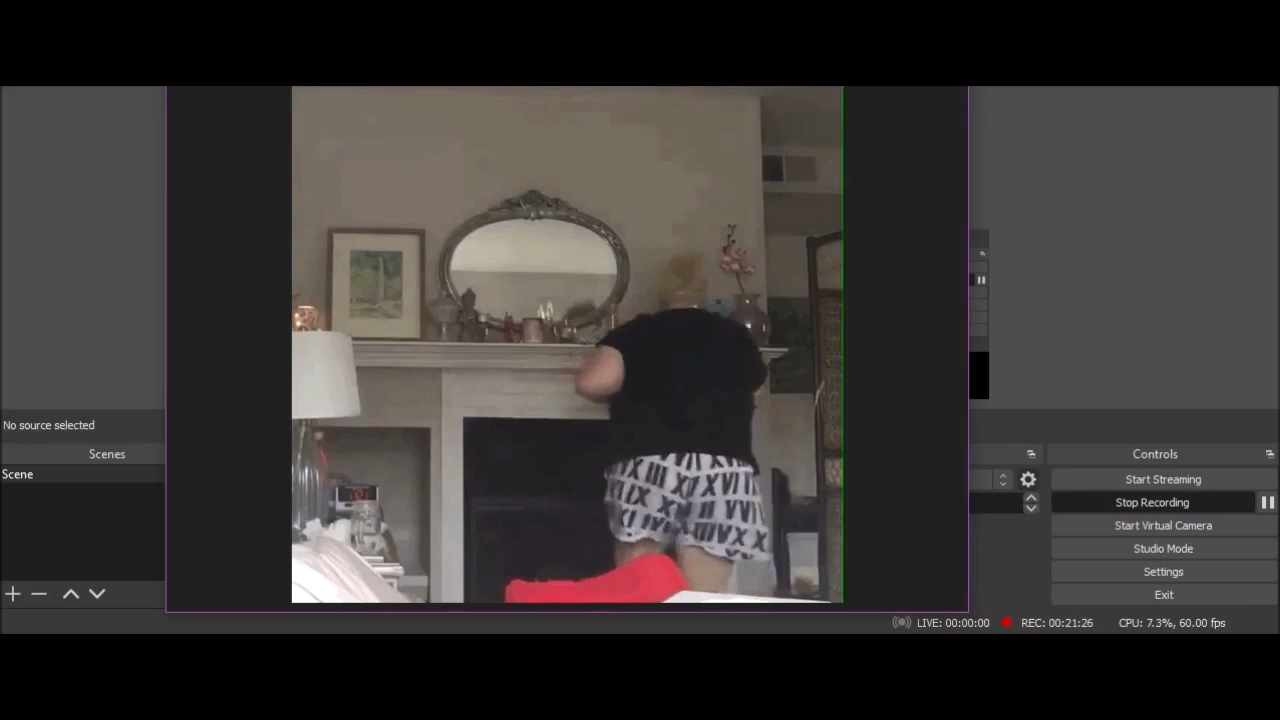 No source selected
Scenes
Scene
Controls
Start Streaming
Stop Recording
Start Virtual Camera
Studio Mode
Settings
Exit
LIVE: 00:00:00
REC: 00:21:26
CPU: 7.3%, 60.00 fps